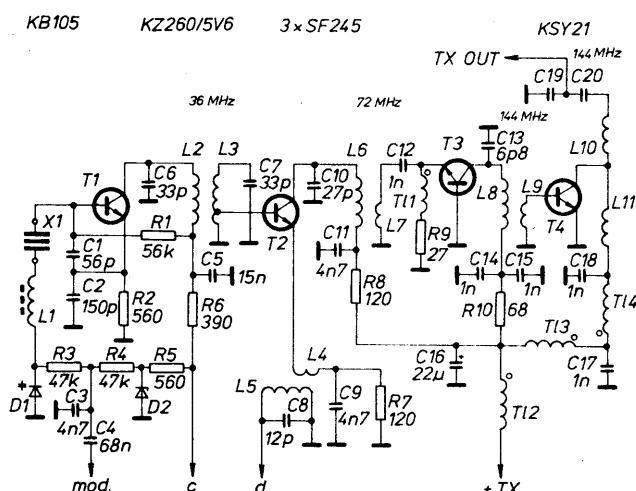 KB105 KZ260/5V6 3×SF245 KSY21
TX OUT 144 MHz
C19 C20
36 MHz 72 MHz 144 MHz
C6 33p L2 L3 C7 33p L6 C10 27p C12 1n T3 C13 6p8 L10
T1 T2 Tl1 L7 L8 L9 T4 L11
X1 R1 56k C1 56p C5 15n C11 4n7 R9 27 C14 1n C15 1n C18 1n
C2 150p R2 560 R6 390 R8 120 R10 68 Tl4
L1 R3 47k R4 47k R5 560 L4 C16 22µ Tl3 C17 1n
D1 C3 4n7 D2 L5 C8 12p C9 4n7 R7 120 Tl2
C4 68n
mod. c d +TX